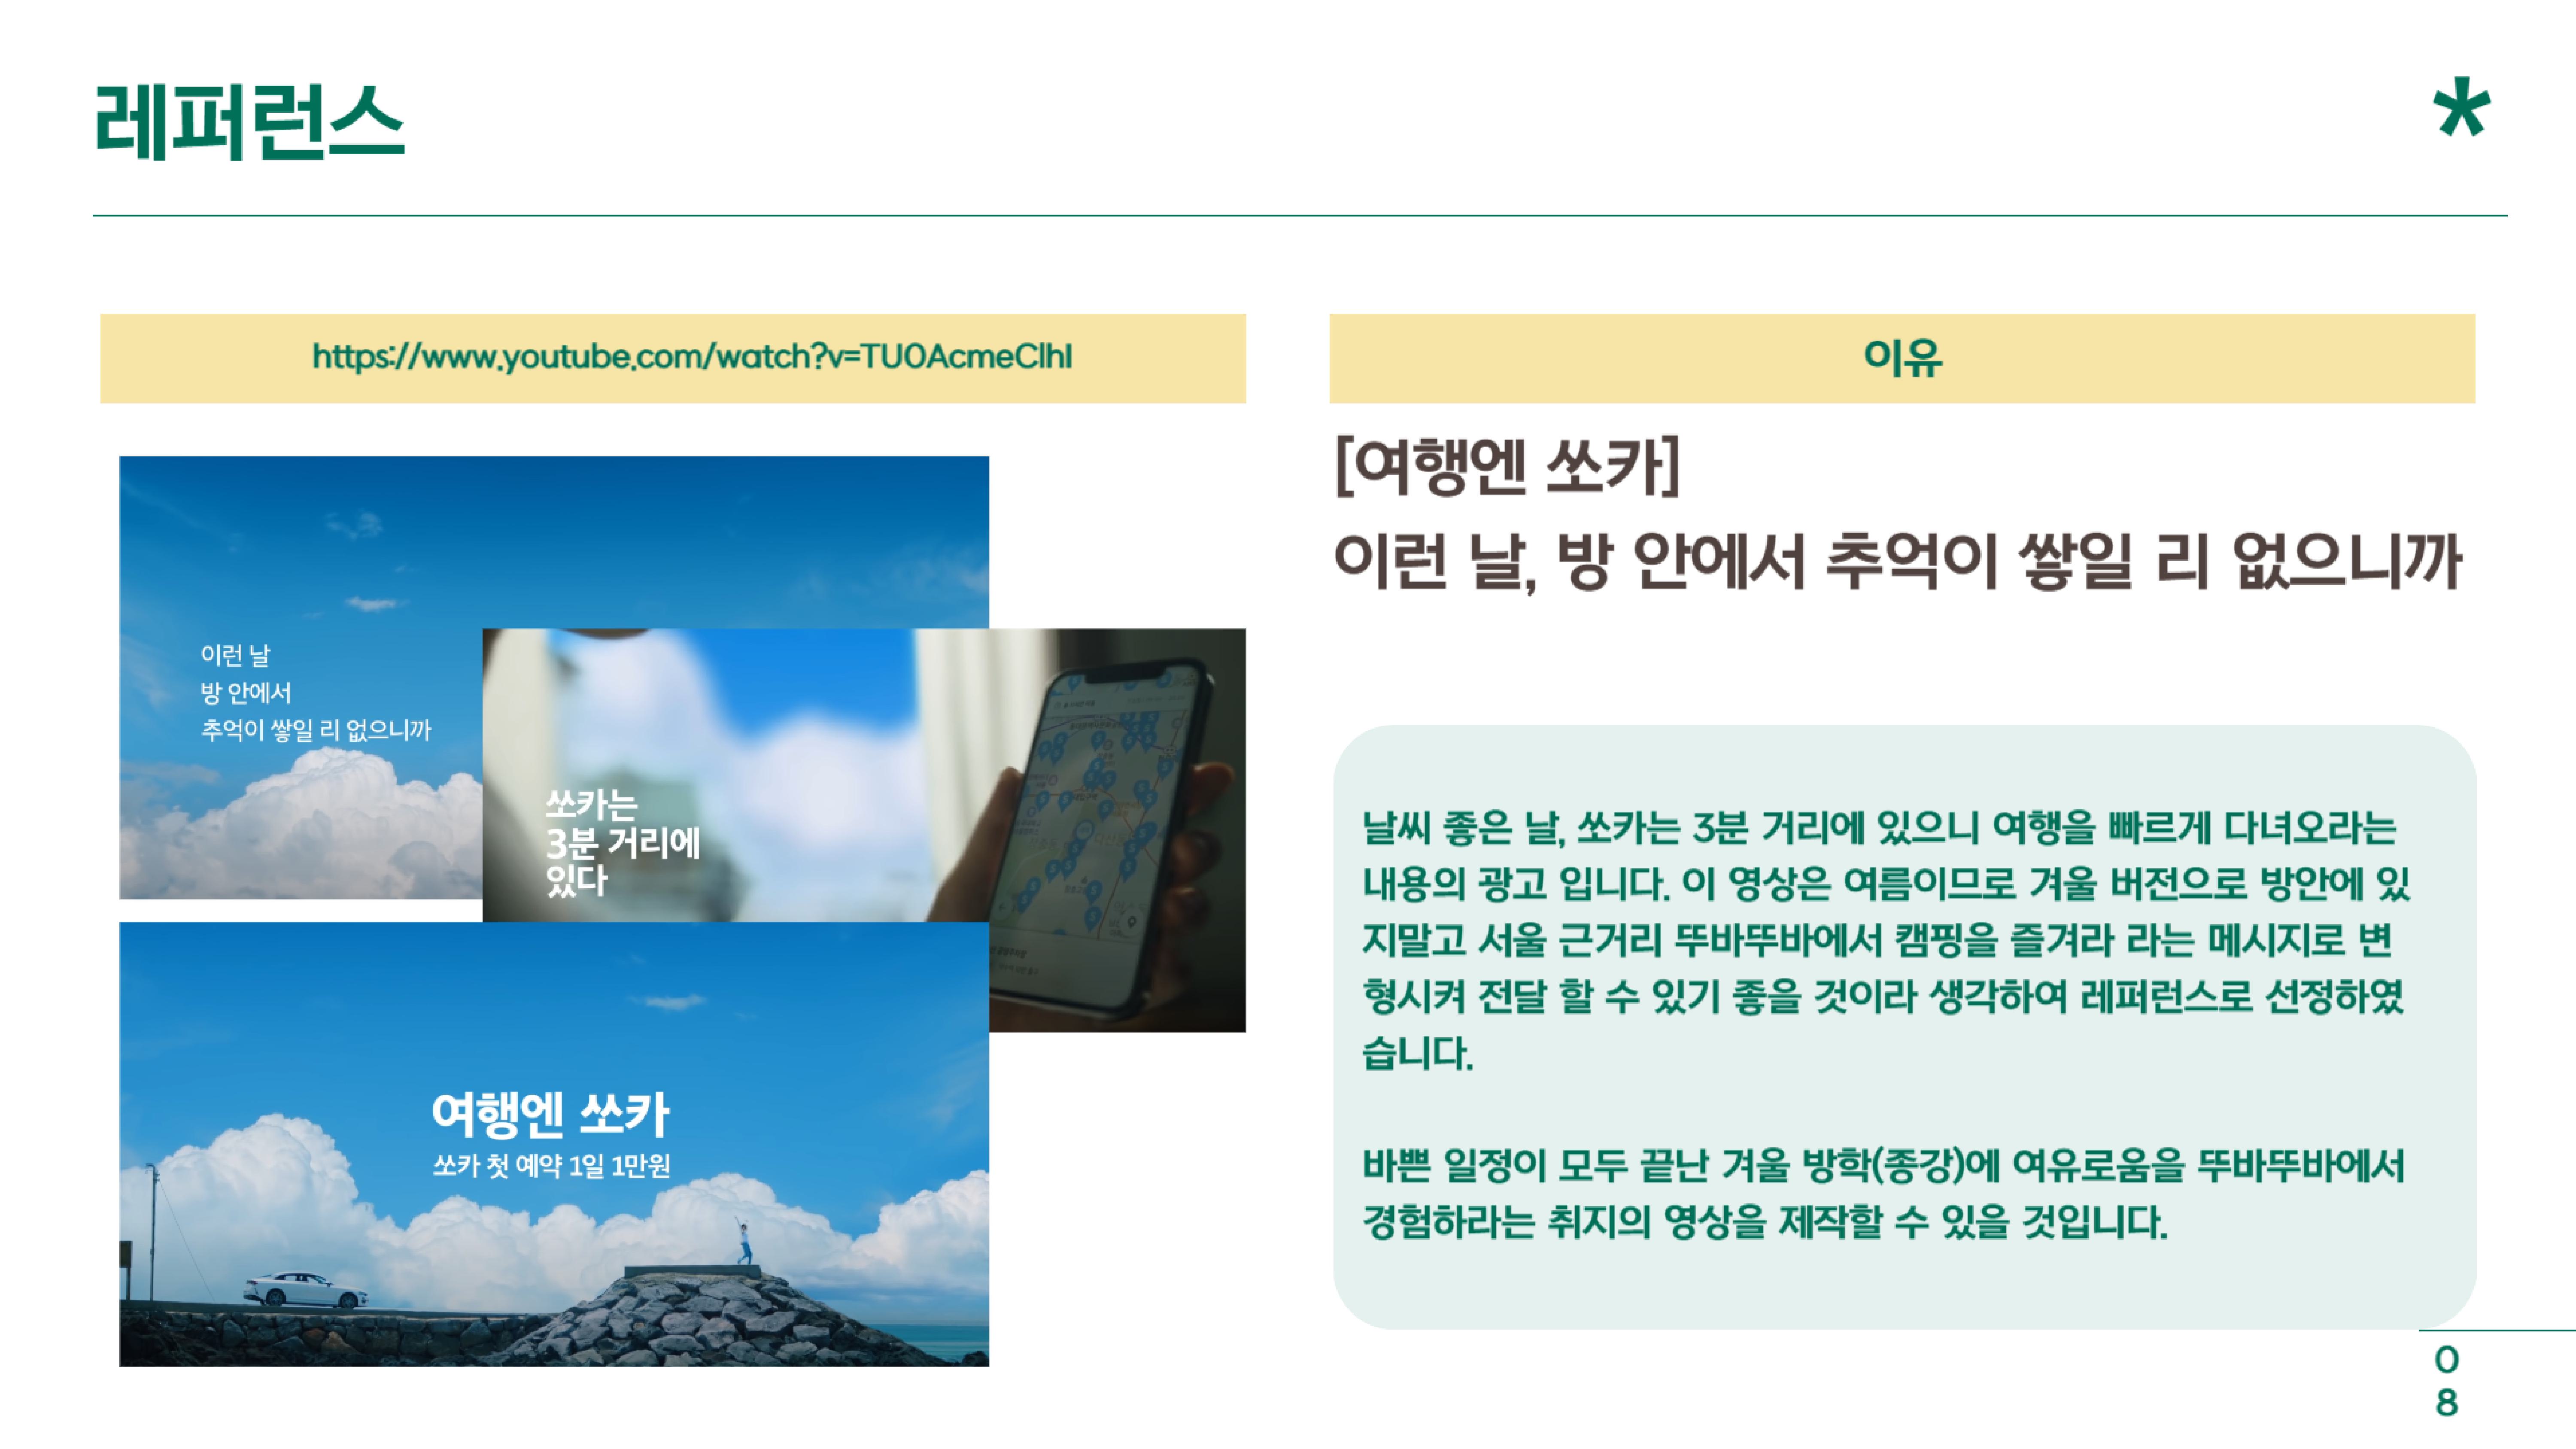 레퍼런스
*
https://www.youtube.com/watch?v=TU0AcmeClhI
이런 날
방 안에서
추억이 쌓일 리 없으니까
쏘카는
3분 거리에
있다
여행엔 쏘카
쏘카 첫 예약 1일 1만원
이유
[여행엔 쏘카]
이런 날, 방 안에서 추억이 쌓일 리 없으니까
날씨 좋은 날, 쏘카는 3분 거리에 있으니 여행을 빠르게 다녀오라는
내용의 광고 입니다. 이 영상은 여름이므로 겨울 버전으로 방안에 있
지말고 서울 근거리 뚜바뚜바에서 캠핑을 즐겨라 라는 메시지로 변
형시켜 전달 할 수 있기 좋을 것이라 생각하여 레퍼런스로 선정하였
습니다.
바쁜 일정이 모두 끝난 겨울 방학(종강)에 여유로움을 뚜바뚜바에서
경험하라는 취지의 영상을 제작할 수 있을 것입니다.
0
8